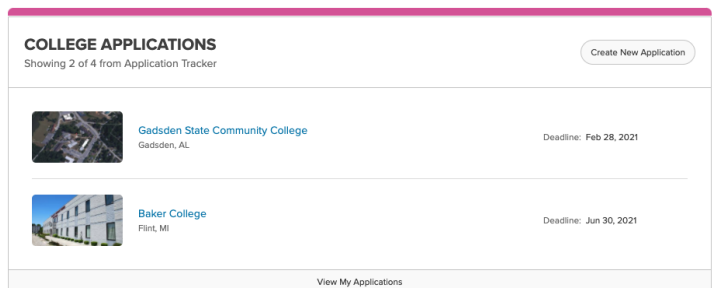 COLLEGE APPLICATIONS
Showing 2 of 4 from Application Tracker
Create New Application
Gadsden State Community College
Gadsden, AL
Deadline: Feb 28, 2021
Baker College
Flint, MI
Deadline: Jun 30, 2021
View My Applications